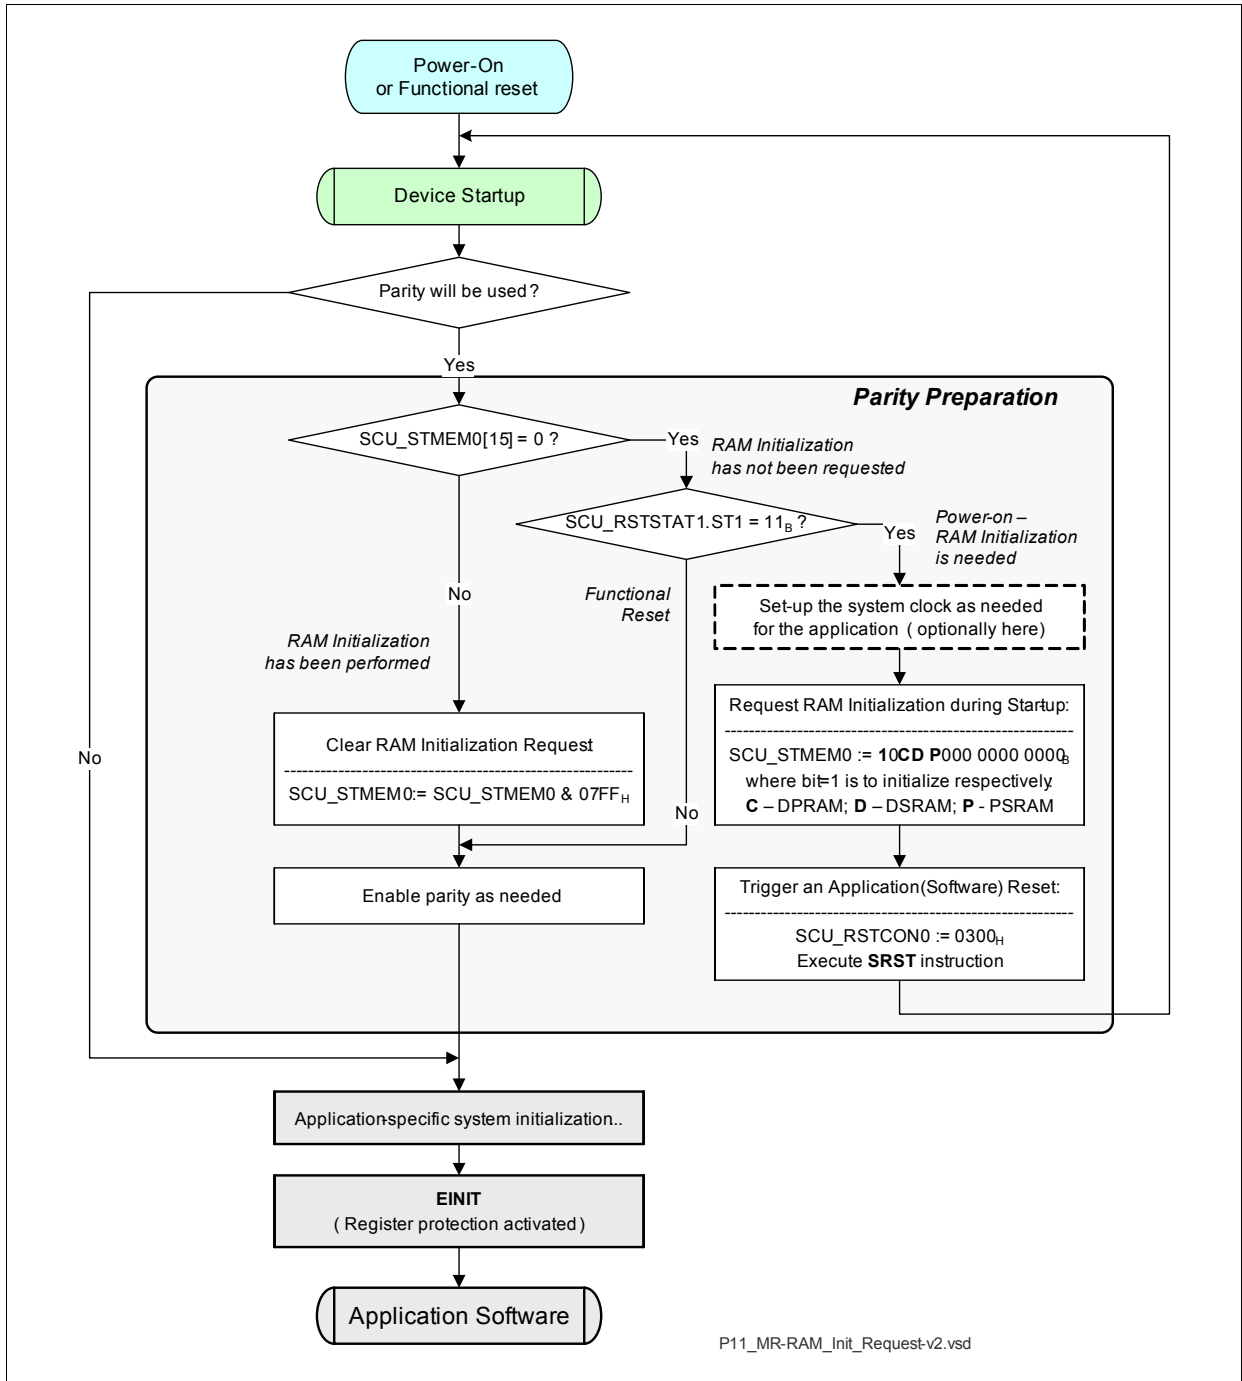 Power-On
or Functional reset
Device Startup
Parity will be used ?
Yes
Parity Preparation
SCU_STMEM0[15] = 0 ?
Yes
RAM Initialization
has not been requested
SCU_RSTSTAT1.ST1 = 11B ?
Yes
Power-on –
RAM Initialization
is needed
No
Functional
Reset
Set-up the system clock as needed
for the application ( optionally here)
RAM Initialization
has been performed
Request RAM Initialization during Startup:
------------------------------------------------------------
SCU_STMEM0 := 10CD P000 0000 0000B
where bit=1 is to initialize respectively:
C – DPRAM; D – DSRAM; P - PSRAM
Clear RAM Initialization Request
------------------------------------------------------------
SCU_STMEM0:= SCU_STMEM0 & 07FFH
No
No
Enable parity as needed
Trigger an Application(Software) Reset:
------------------------------------------------------------
SCU_RSTCON0 := 0300H
Execute SRST instruction
Application-specific system initialization..
EINIT
( Register protection activated )
Application Software
P11_MR-RAM_Init_Request-v2.vsd